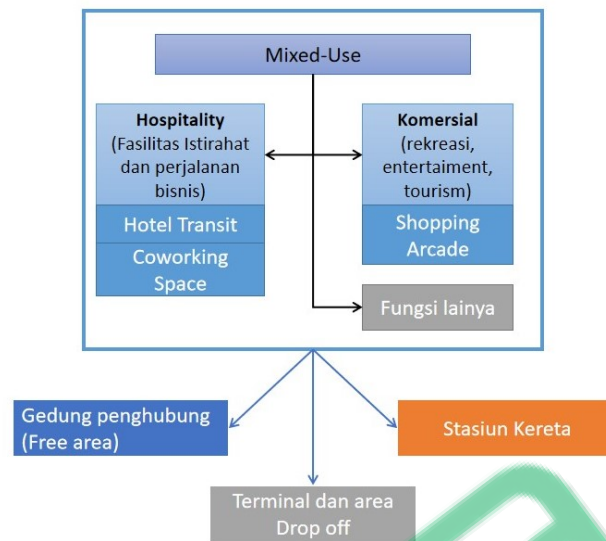 Mixed-Use
Hospitality
(Fasilitas Istirahat
dan perjalanan
bisnis)
Hotel Transit
Coworking
Space
Komersial
(rekreasi,
entertaiment,
tourism)
Shopping
Arcade
Fungsi lainya
Gedung penghubung
(Free area)
Stasiun Kereta
Terminal dan area
Drop off